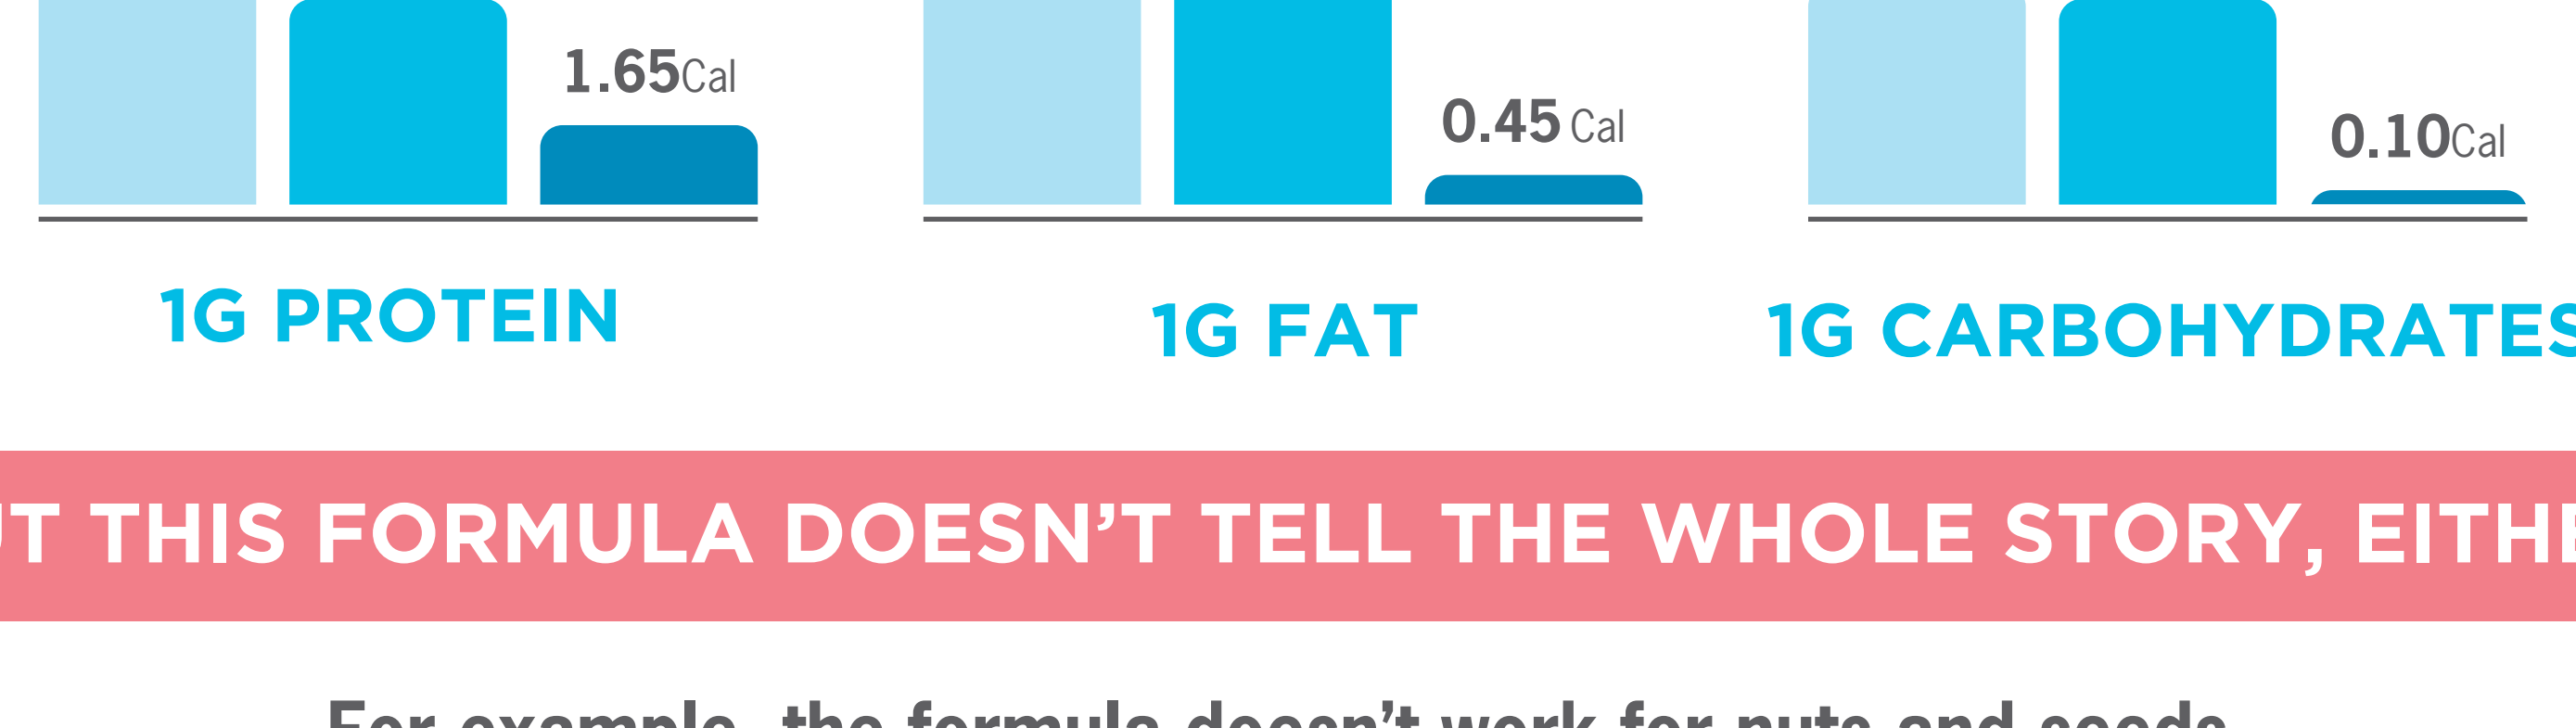 1.65Cal
0.45 Cal
0.10Cal
1G PROTEIN
1G FAT
1G CARBOHYDRATES
THIS FORMULA DOESN’T TELL THE WHOLE STORY,
For example, the formula doesn’t work for nuts and seeds